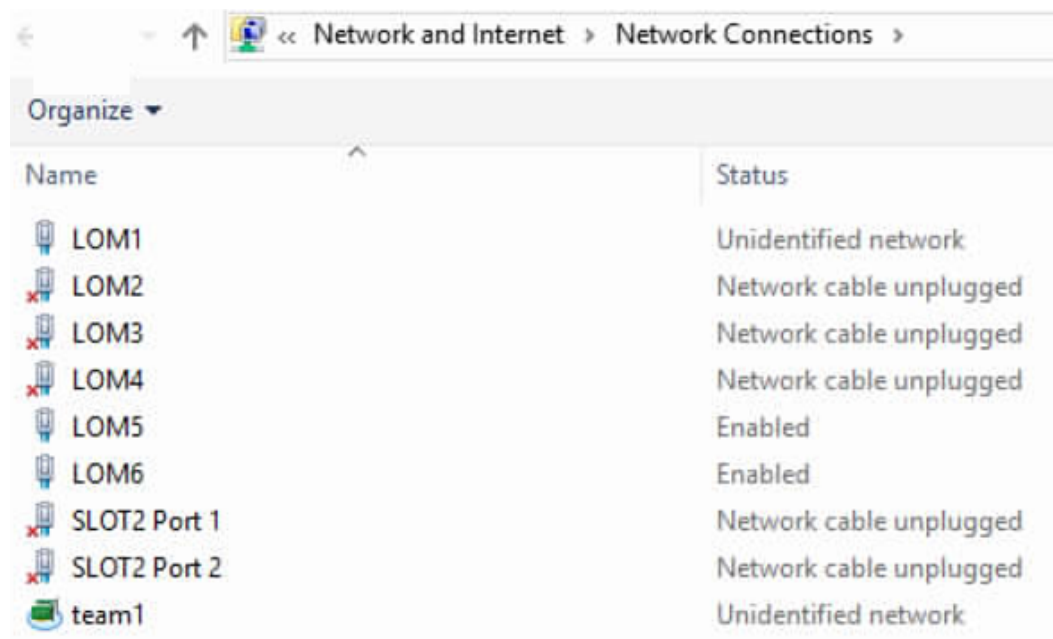 « Network and Internet > Network Connections >
Organize
Name Status
LOM1 Unidentified network
LOM2 Network cable unplugged
LOM3 Network cable unplugged
LOM4 Network cable unplugged
LOM5 Enabled
LOM6 Enabled
SLOT2 Port 1 Network cable unplugged
SLOT2 Port 2 Network cable unplugged
team1 Unidentified network